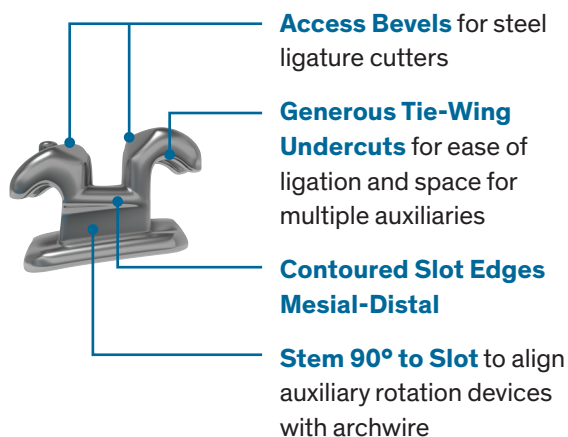 Access Bevels for steel
ligature cutters
Generous Tie-Wing
Undercuts for ease of
ligation and space for
multiple auxiliaries
Contoured Slot Edges
Mesial-Distal
Stem 90° to Slot to align
auxiliary rotation devices
with archwire